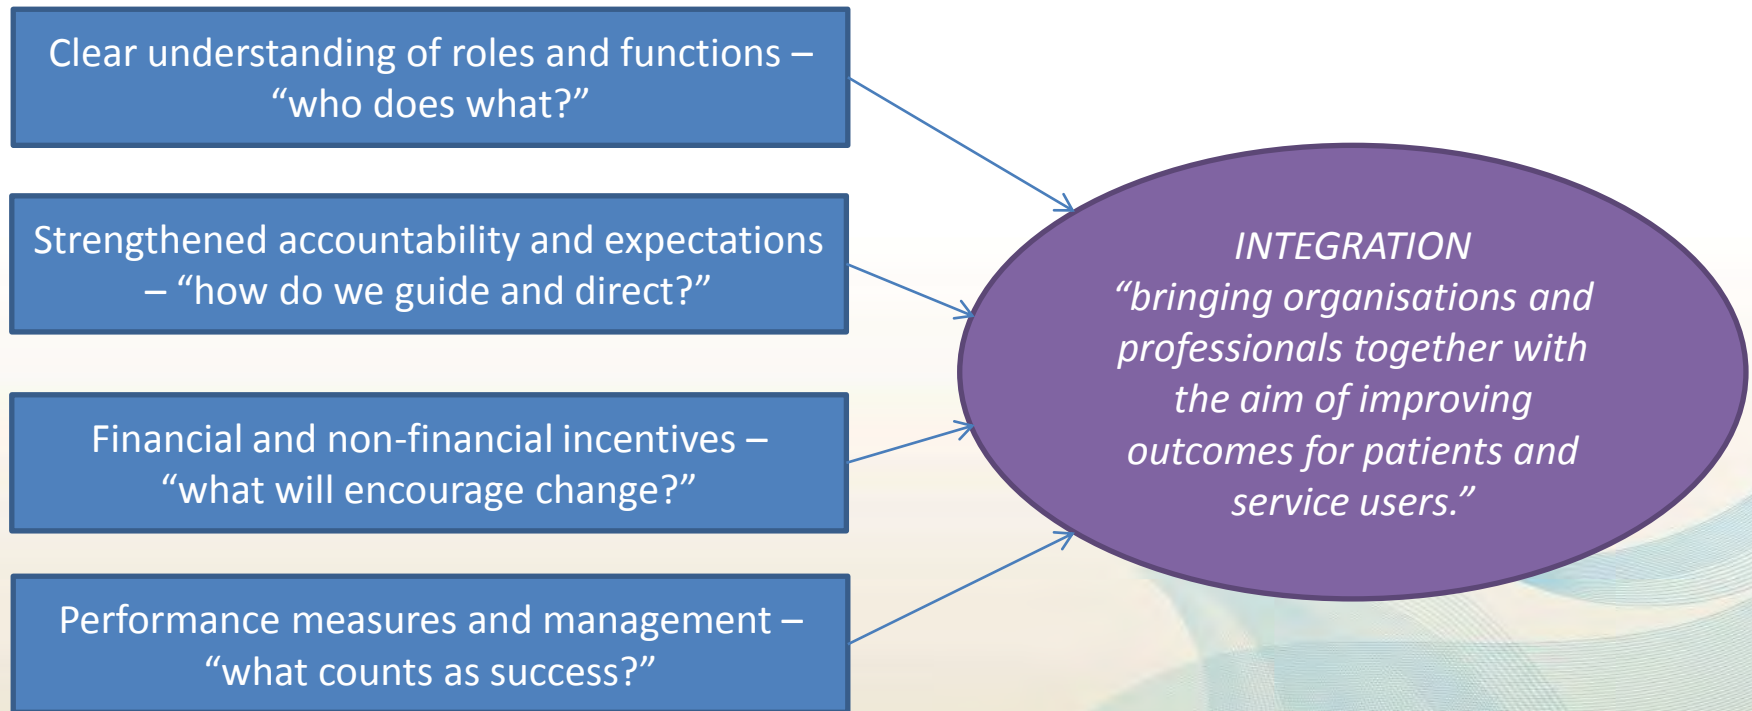 Clear understanding of roles and functions –
“who does what?”
Strengthened accountability and expectations
– “how do we guide and direct?”
Financial and non-financial incentives –
“what will encourage change?”
Performance measures and management –
“what counts as success?”
INTEGRATION
“bringing organisations and
professionals together with
the aim of improving
outcomes for patients and
service users.”